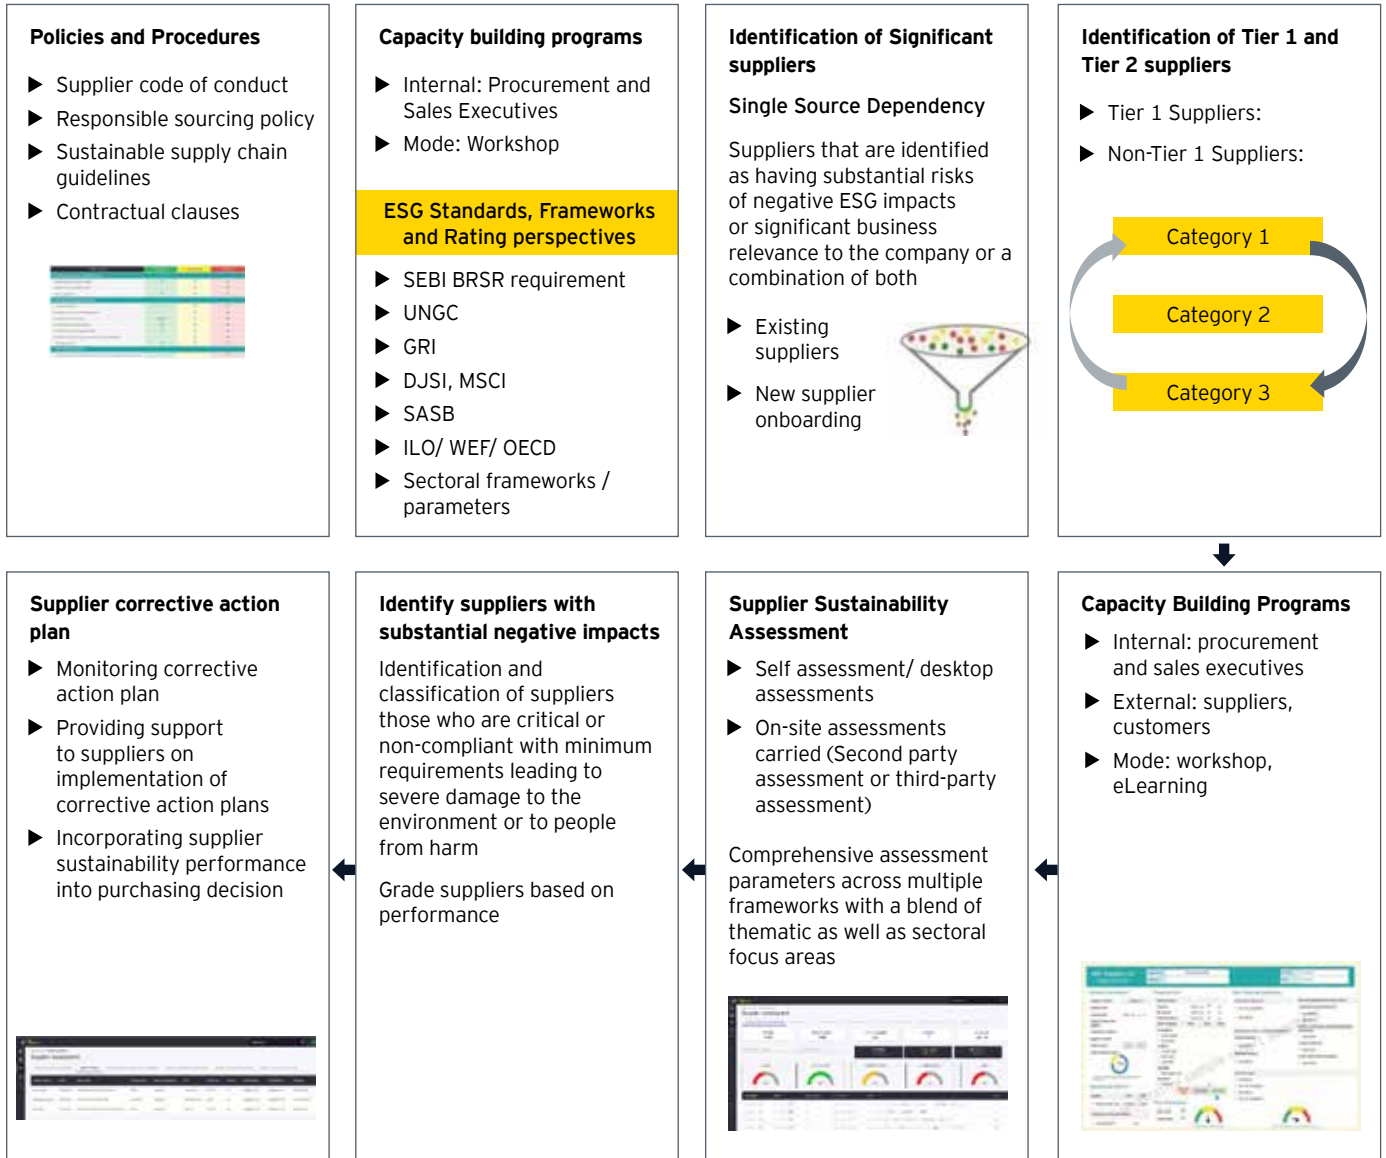 Policies and Procedures
Supplier code of conduct
Responsible sourcing policy
Sustainable supply chain
guidelines
Contractual clauses
Capacity building programs
Internal: Procurement and
Sales Executives
Mode: Workshop
ESG Standards, Frameworks
and Rating perspectives
SEBI BRSR requirement
UNGC
GRI
DJSI, MSCI
SASB
ILO/ WEF/ OECD
Sectoral frameworks /
parameters
Identification of Significant
suppliers
Single Source Dependency
Suppliers that are identified
as having substantial risks
of negative ESG impacts
or significant business
relevance to the company or a
combination of both
Existing
suppliers
New supplier
onboarding
Identification of Tier 1 and
Tier 2 suppliers
Tier 1 Suppliers:
Non-Tier 1 Suppliers:
Category 1
Category 2
Category 3
Capacity Building Programs
Internal: procurement
and sales executives
External: suppliers,
customers
Mode: workshop,
eLearning
Supplier Sustainability
Assessment
Self assessment/ desktop
assessments
On-site assessments
carried (Second party
assessment or third-party
assessment)
Comprehensive assessment
parameters across multiple
frameworks with a blend of
thematic as well as sectoral
focus areas
Identify suppliers with
substantial negative impacts
Identification and
classification of suppliers
those who are critical or
non-compliant with minimum
requirements leading to
severe damage to the
environment or to people
from harm
Grade suppliers based on
performance
Supplier corrective action
plan
Monitoring corrective
action plan
Providing support
to suppliers on
implementation of
corrective action plans
Incorporating supplier
sustainability performance
into purchasing decision